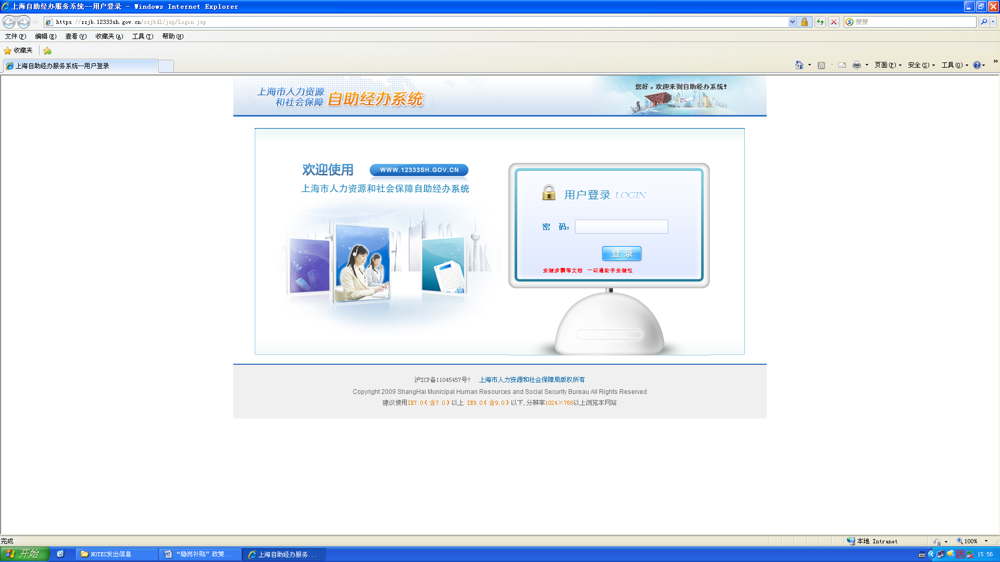 上海自助经办服务系统--用户登录 - Windows Internet Explorer
https://zzjb.12333sh.gov.cn/zzjbdl/jsp/login.jsp
搜搜
文件(F) 编辑(E) 查看(V) 收藏夹(A) 工具(T) 帮助(H)
收藏夹
上海自助经办服务系统--用户登录
页面(P) 安全(S) 工具(O)
上海市人力资源
和社会保障 自助经办系统
您好，欢迎来到自助经办系统！
欢迎使用 WWW.12333SH.GOV.CN
上海市人力资源和社会保障自助经办系统
用户登录 LOGIN
密 码：
登 录
安装步骤等文档 一证通助手安装包
沪ICP备11045457号? 上海市人力资源和社会保障局版权所有
Copyright 2009 ShangHai Municipal Human Resources and Social Security Bureau All Rights Reserved
建议使用IE7.0(含7.0)以上 IE9.0(含9.0)以下,分辨率1024×768以上浏览本网站
完成
本地 Intranet
100%
开始
NOTES发出信息
“稳岗补贴”政策...
上海自助经办服务...
15:56